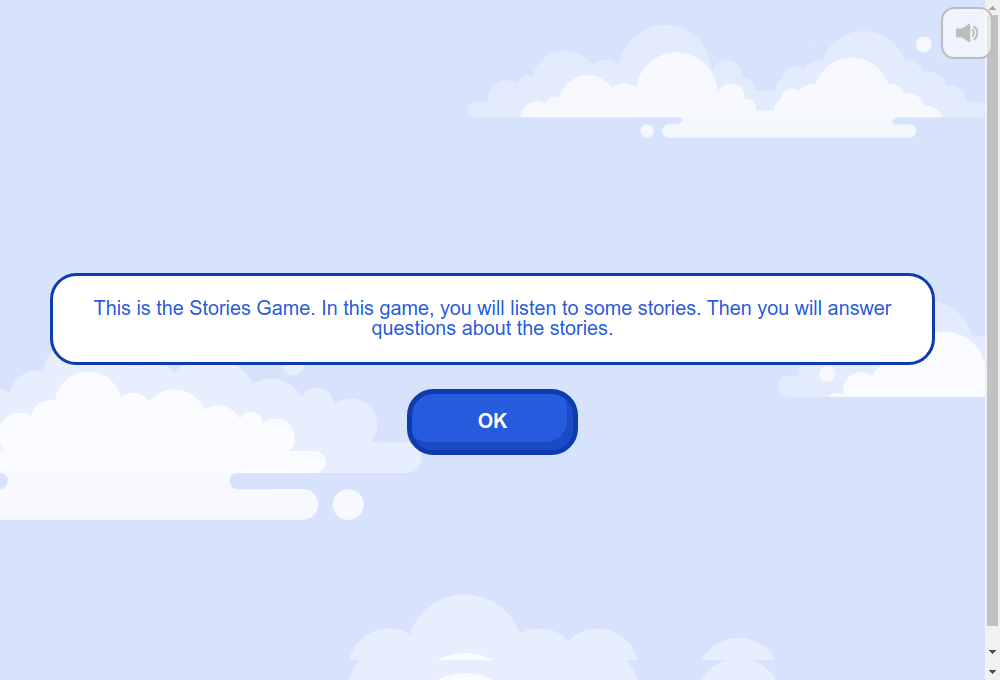 This is the Stories Game. In this game, you will listen to some stories. Then you will answer
questions about the stories.
OK